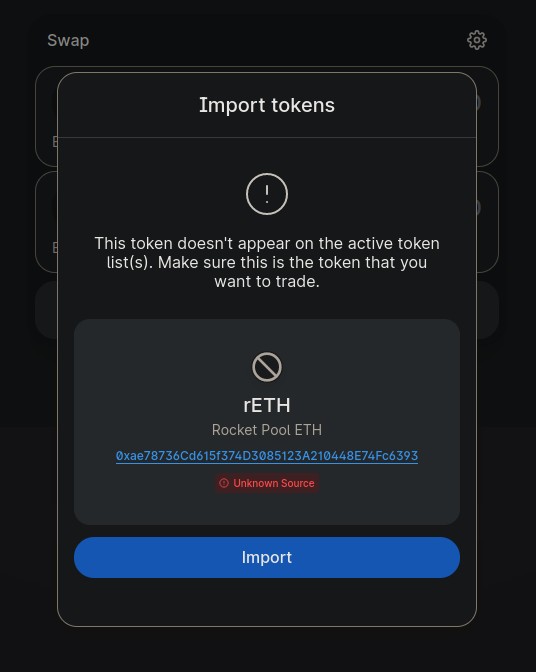 Swap
Import tokens
This token doesn't appear on the active token
list(s). Make sure this is the token that you
want to trade.
rETH
Rocket Pool ETH
0xae78736Cd615f374D3085123A210448E74Fc6393
Unknown Source
Import